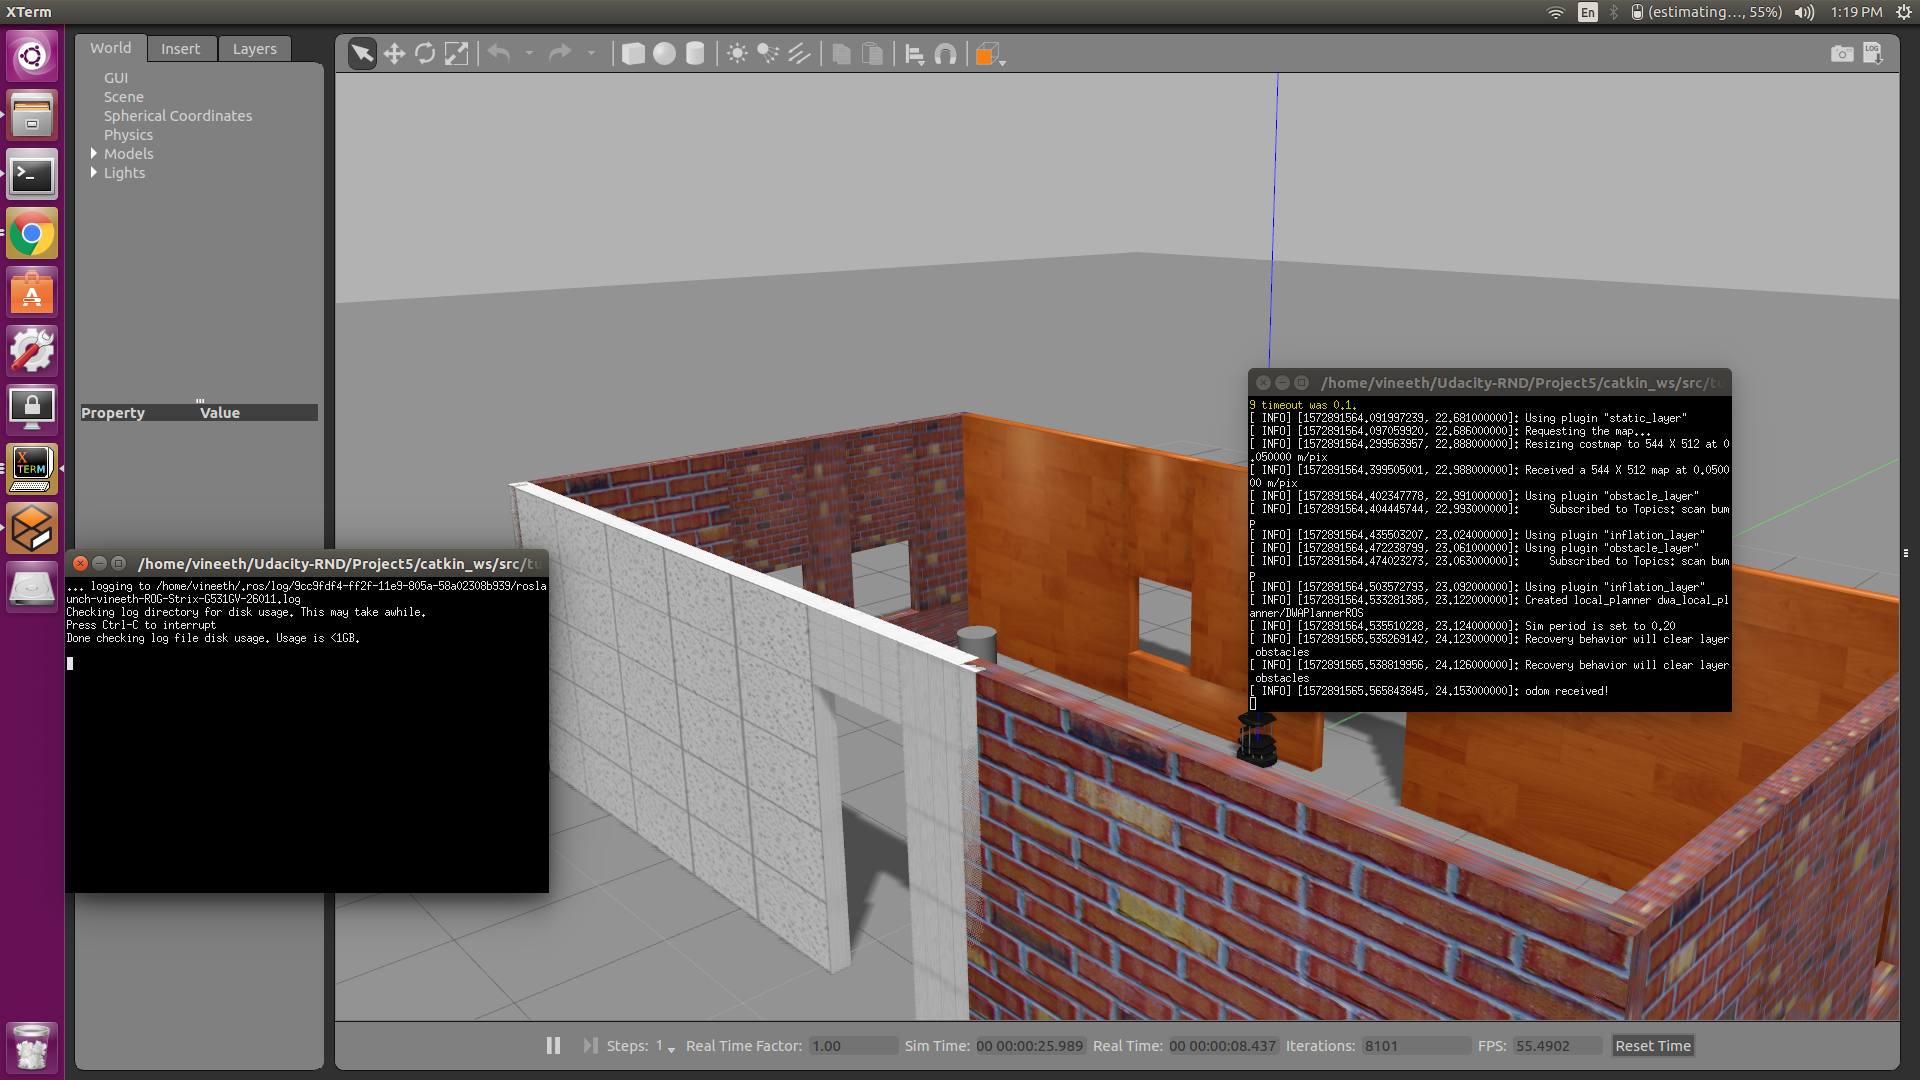 XTerm
En
(estimating..., 55%)
1:19 PM
World
Insert
Layers
LOG
GUI
Scene
Spherical Coordinates
Physics
Models
Lights
Property
Value
X
TERM
/home/vineeth/Udacity-RND/Project5/catkin_ws/src/tu
9 timeout was 0.1.
[ INFO] [1572891564.091997239, 22.681000000]: Using plugin "static_layer"
[ INFO] [1572891564.097059920, 22.686000000]: Requesting the map...
[ INFO] [1572891564.299563957, 22.888000000]: Resizing costmap to 544 X 512 at 0
.050000 m/pix
[ INFO] [1572891564.399505001, 22.988000000]: Received a 544 X 512 map at 0.0500
00 m/pix
[ INFO] [1572891564.402347778, 22.991000000]: Using plugin "obstacle_layer"
[ INFO] [1572891564.404445744, 22.993000000]:     Subscribed to Topics: scan bum
p
[ INFO] [1572891564.435503207, 23.024000000]: Using plugin "inflation_layer"
[ INFO] [1572891564.472238799, 23.061000000]: Using plugin "obstacle_layer"
[ INFO] [1572891564.474023273, 23.063000000]:     Subscribed to Topics: scan bum
p
[ INFO] [1572891564.503572793, 23.092000000]: Using plugin "inflation_layer"
[ INFO] [1572891564.533281385, 23.122000000]: Created local_planner dwa_local_pl
anner/DWAPlannerROS
[ INFO] [1572891564.535510228, 23.124000000]: Sim period is set to 0.20
[ INFO] [1572891565.535269142, 24.123000000]: Recovery behavior will clear layer
 obstacles
[ INFO] [1572891565.538819956, 24.126000000]: Recovery behavior will clear layer
 obstacles
[ INFO] [1572891565.565843845, 24.153000000]: odom received!
/home/vineeth/Udacity-RND/Project5/catkin_ws/src/tu
... logging to /home/vineeth/.ros/log/9cc9fdf4-ff2f-11e9-805a-58a02308b939/rosla
unch-vineeth-ROG-Strix-G531GV-26011.log
Checking log directory for disk usage. This may take awhile.
Press Ctrl-C to interrupt
Done checking log file disk usage. Usage is <1GB.
Steps: 1
Real Time Factor: 1.00
Sim Time: 00 00:00:25.989
Real Time: 00 00:00:08.437
Iterations: 8101
FPS: 55.4902
Reset Time